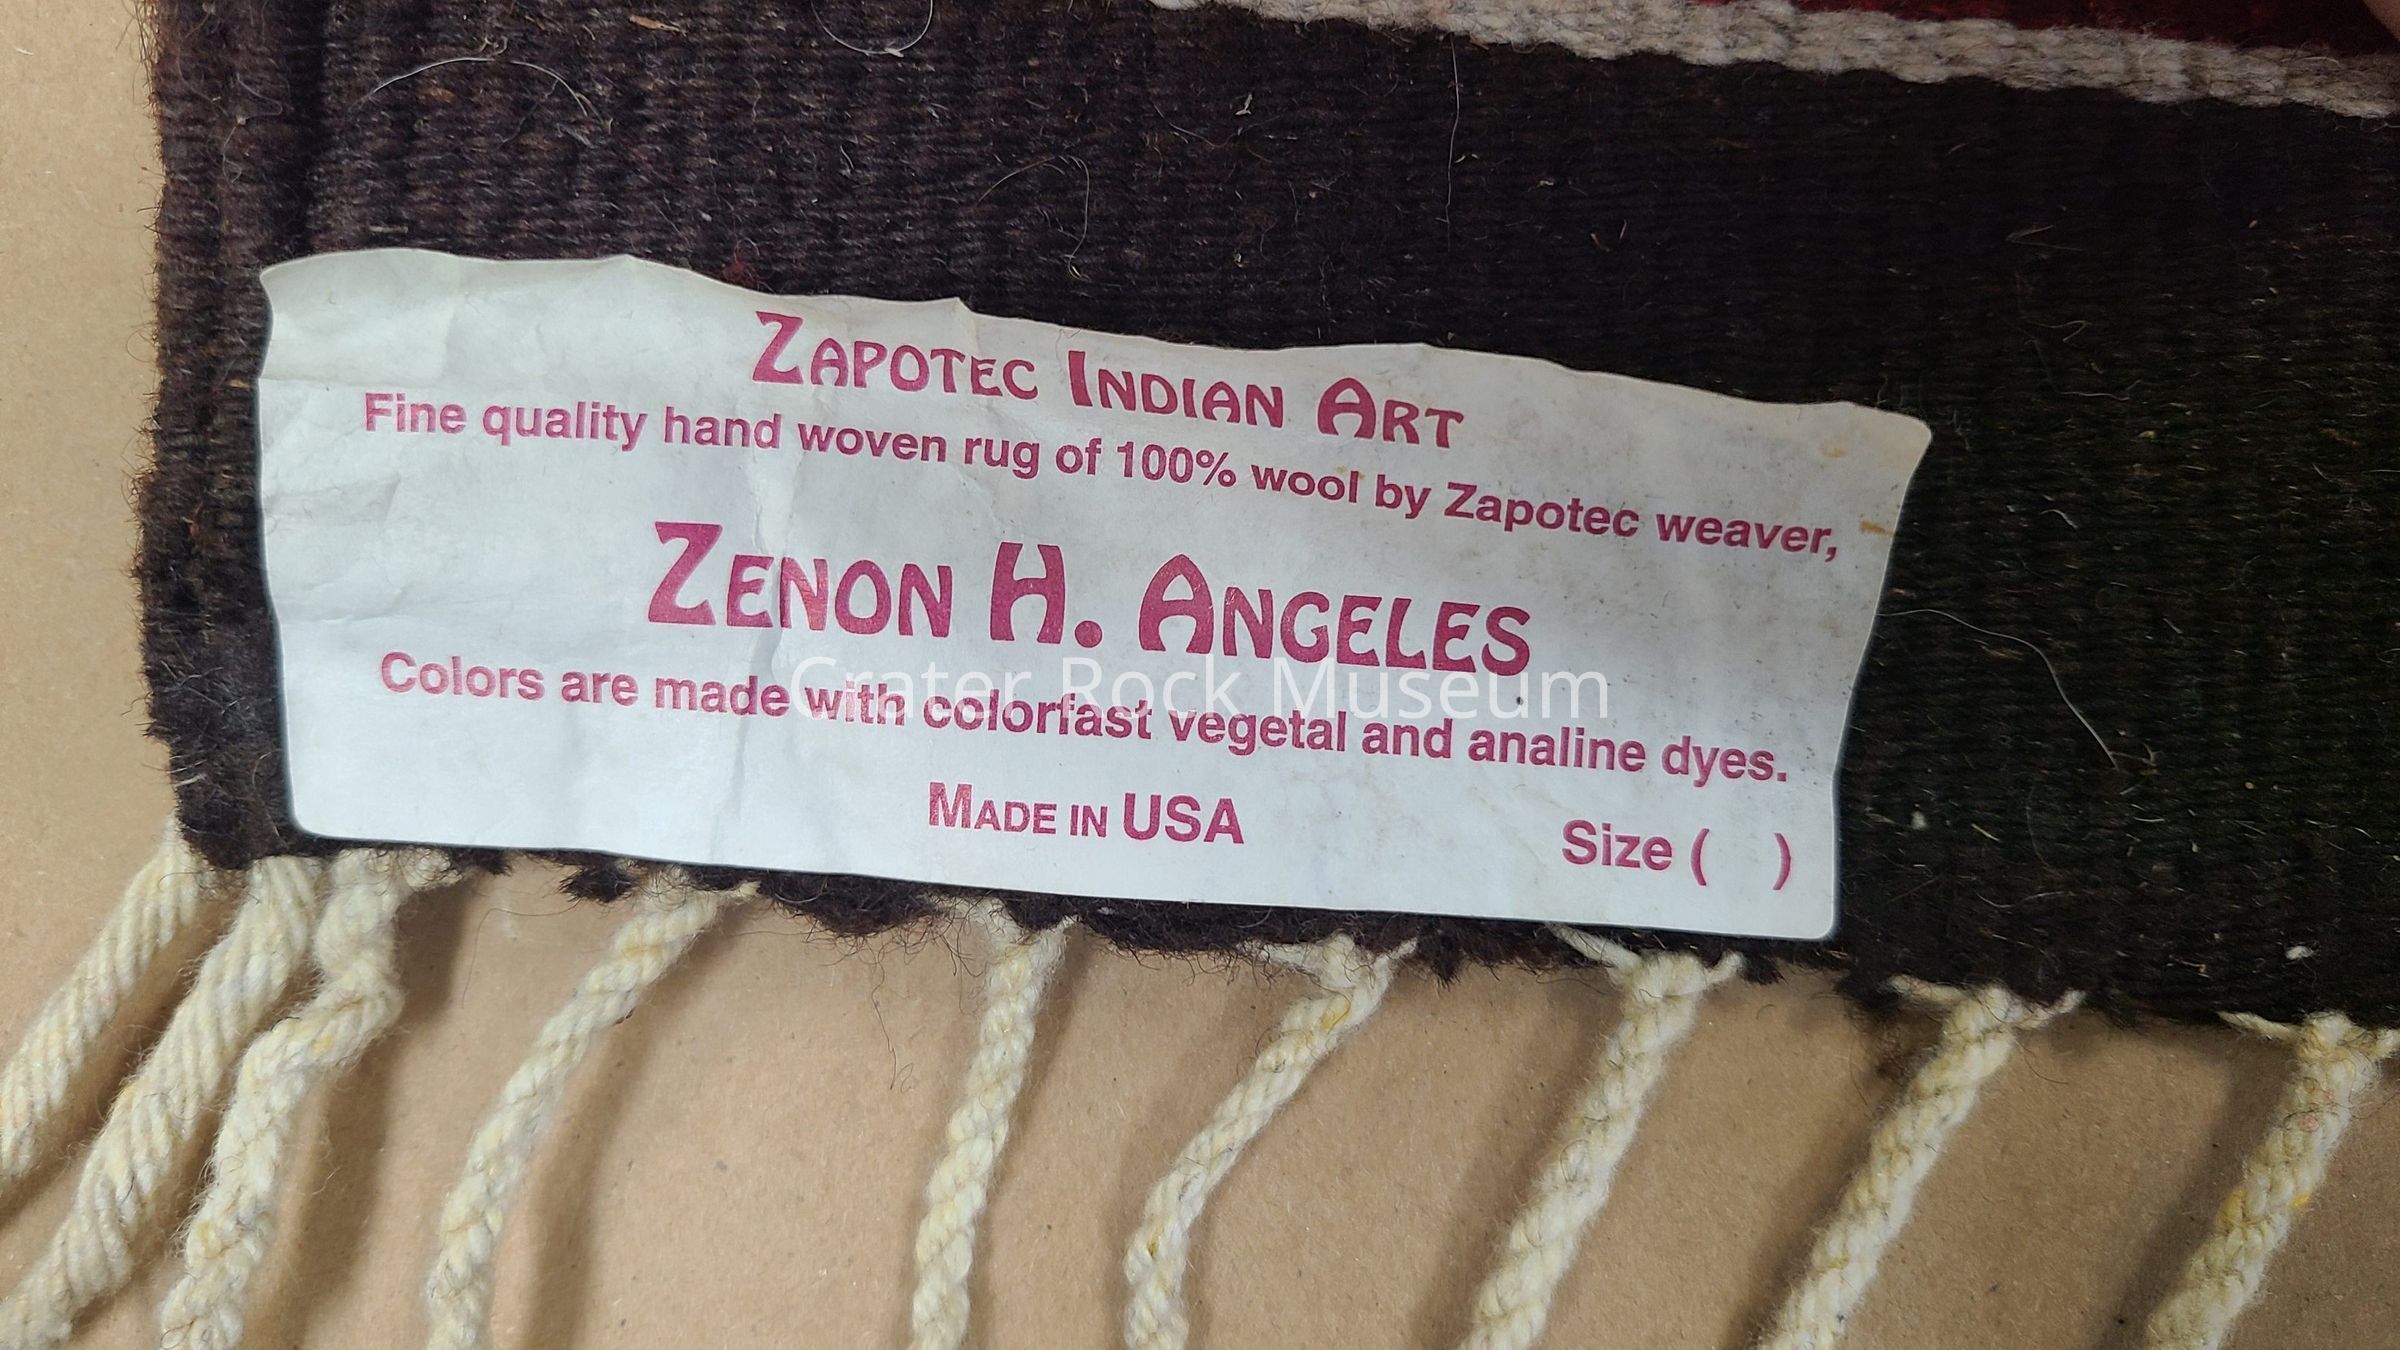 ZAPOTEC INDIAN ART
Fine quality hand woven rug of 100% wool by Zapotec weaver,
ZENON H. ANGELES
Colors are made with colorfast vegetal and analine dyes.
MADE IN USA
Size ( )
Crater Rock Museum